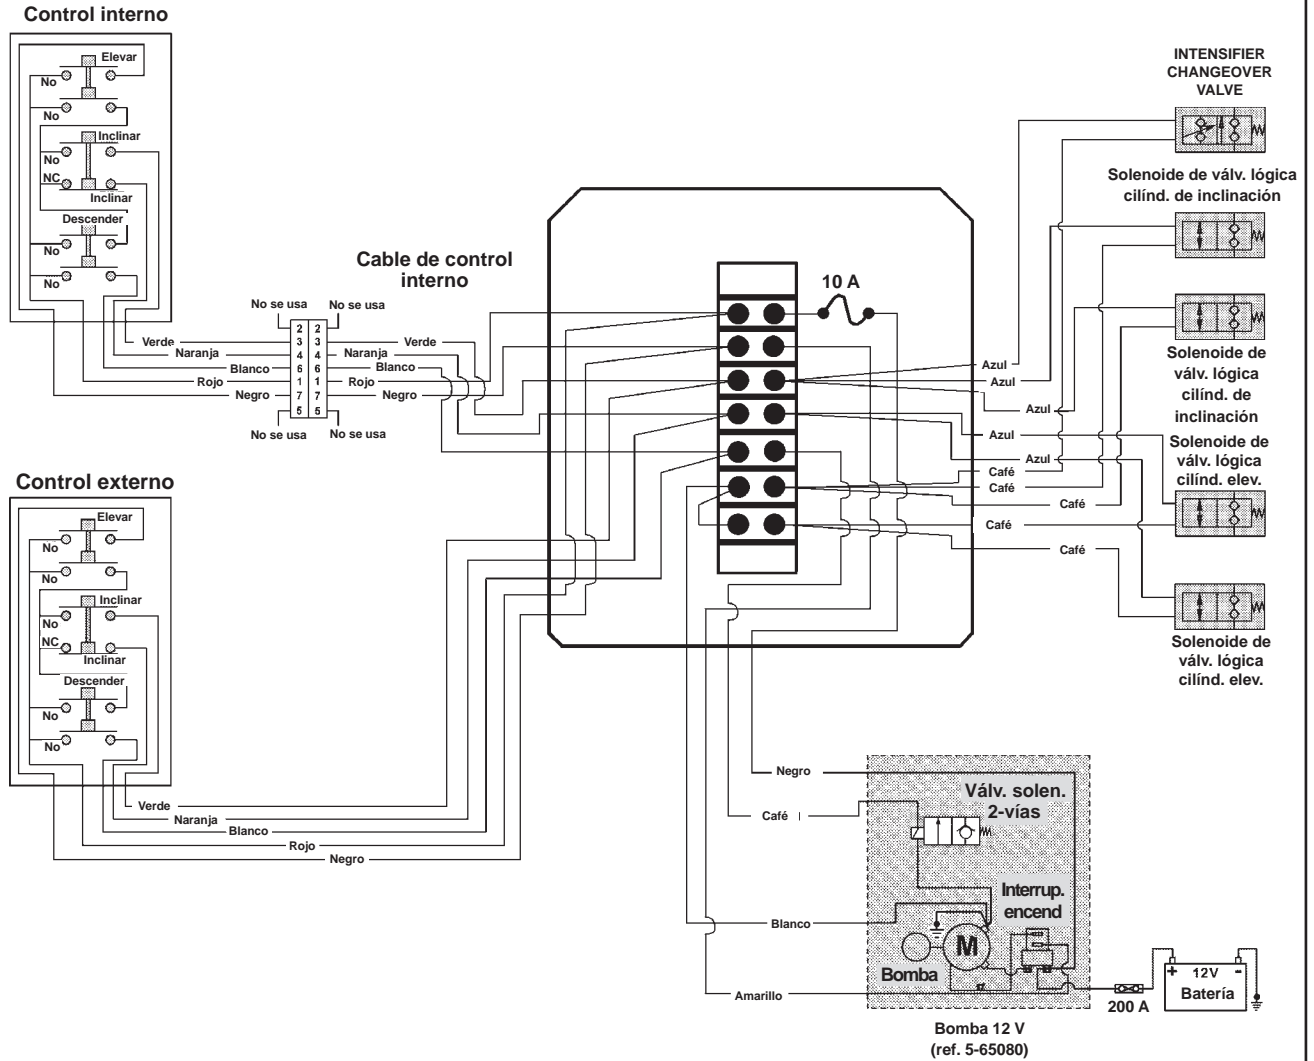 Control interno
Elevar
No
No
Inclinar
No
NC
Inclinar
Descender
No
No
Cable de control
interno
No se usa
No se usa
2 2
3 3
4 4
6 6
1 1
7 7
5 5
Verde
Naranja
Blanco
Rojo
Negro
Verde
Naranja
Blanco
Rojo
Negro
No se usa
No se usa
10 A
INTENSIFIER
CHANGEOVER
VALVE
Solenoide de válv. lógica
cilínd. de inclinación
Solenoide de
válv. lógica
cilínd. de
inclinación
Solenoide de
válv. lógica
cilínd. elev.
Solenoide de
válv. lógica
cilínd. elev.
Azul
Azul
Azul
Azul
Azul
Café
Café
Café
Café
Café
Control externo
Elevar
No
No
Inclinar
No
NC
Inclinar
Descender
No
No
Verde
Naranja
Blanco
Rojo
Negro
Negro
Café
Blanco
Amarillo
Válv. solen.
2-vías
Interrup.
encend
M
Bomba
200 A
+ 12V -
Batería
Bomba 12 V
(ref. 5-65080)